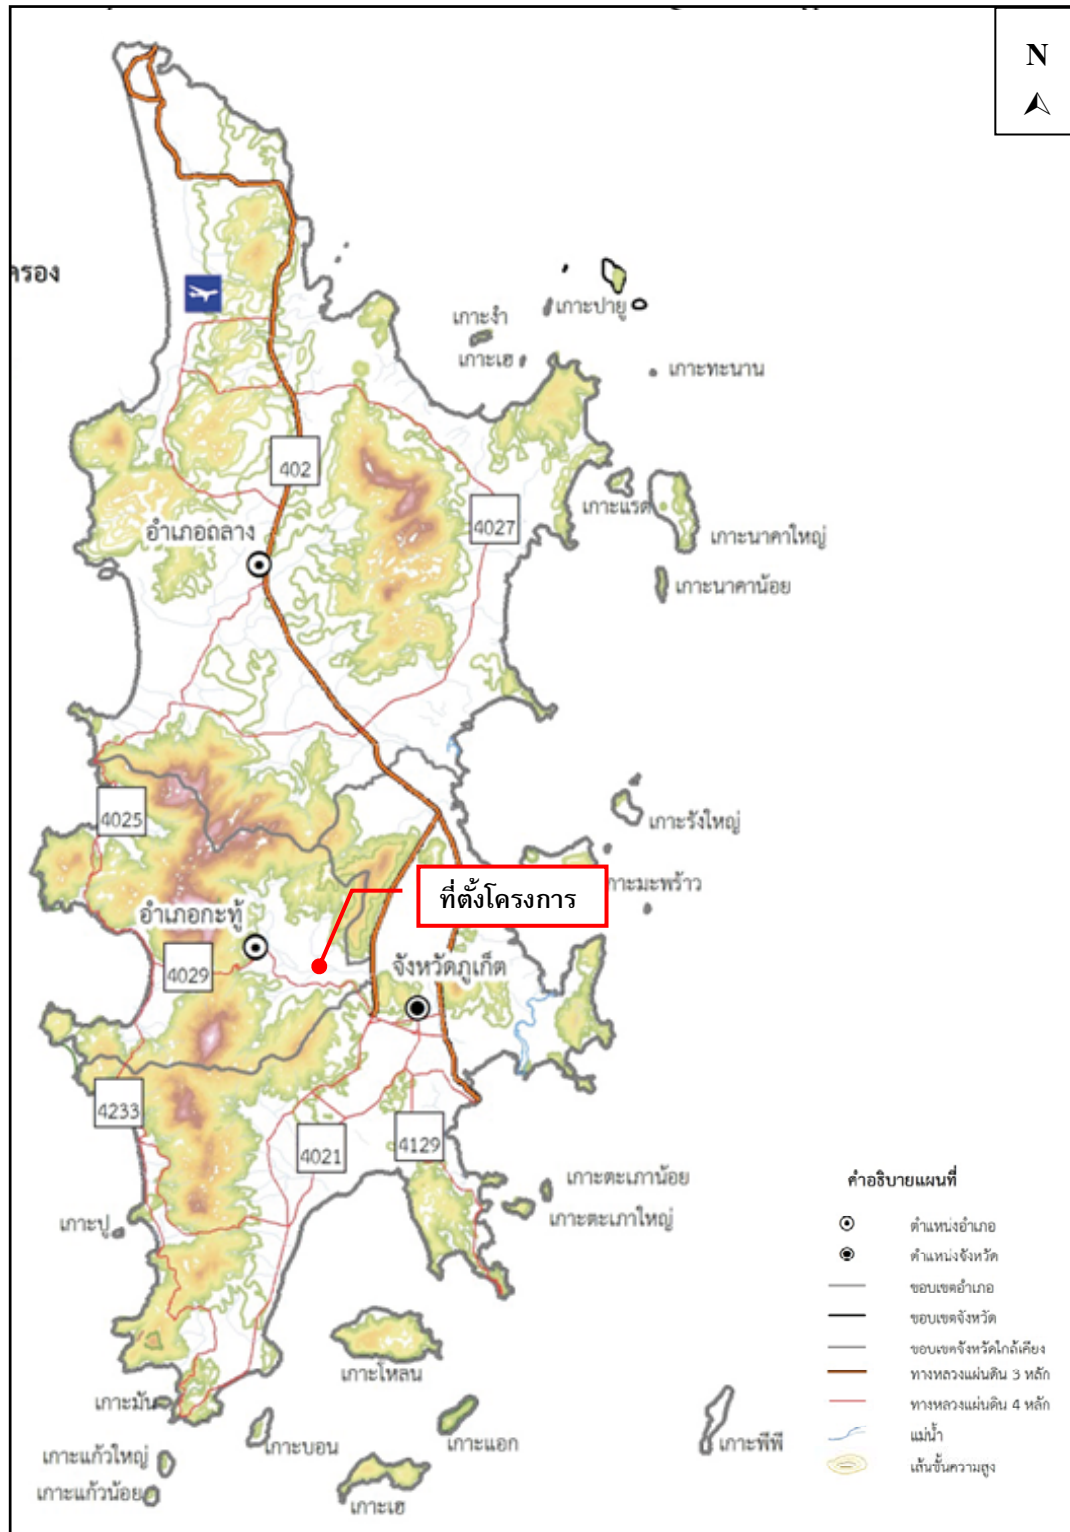 N
ครอง
เกาะปายู
เกาะงำ
เกาะเฮ
เกาะทะนาน
402
เกาะแรด
4027
อำเภอถลาง
เกาะนาคาใหญ่
เกาะนาคาน้อย
4025
เกาะรังใหญ่
เกาะมะพร้าว
ที่ตั้งโครงการ
อำเภอกะทู้
4029
จังหวัดภูเก็ต
4233
4021
4129
เกาะตะเภาน้อย
เกาะตะเภาใหญ่
เกาะปู
เกาะโหลน
เกาะมัน
เกาะบอน
เกาะแอก
เกาะพีพี
เกาะแก้วใหญ่
เกาะแก้วน้อย
เกาะเฮ
คำอธิบายแผนที่
ตำแหน่งอำเภอ
ตำแหน่งจังหวัด
ขอบเขตอำเภอ
ขอบเขตจังหวัด
ขอบเขตจังหวัดใกล้เคียง
ทางหลวงแผ่นดิน 3 หลัก
ทางหลวงแผ่นดิน 4 หลัก
แม่น้ำ
เส้นชั้นความสูง